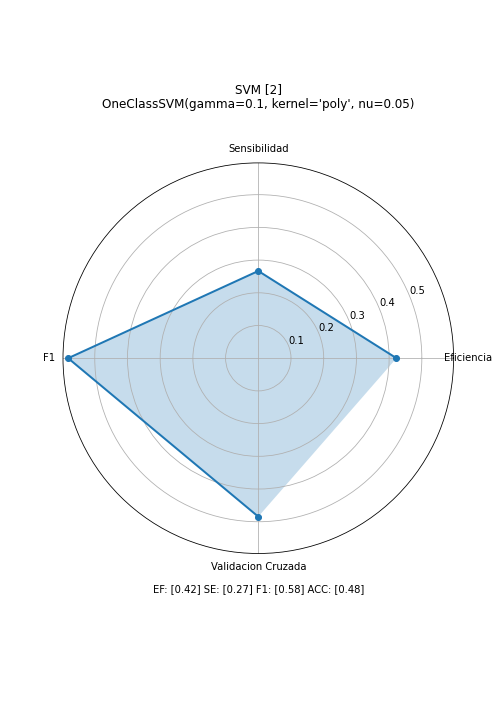 SVM [2]
OneClassSVM(gamma=0.1, kernel='poly', nu=0.05)
Sensibilidad
0.5
0.4
0.3
0.2
0.1
F1
Eficiencia
Validacion Cruzada
EF: [0.42] SE: [0.27] F1: [0.58] ACC: [0.48]